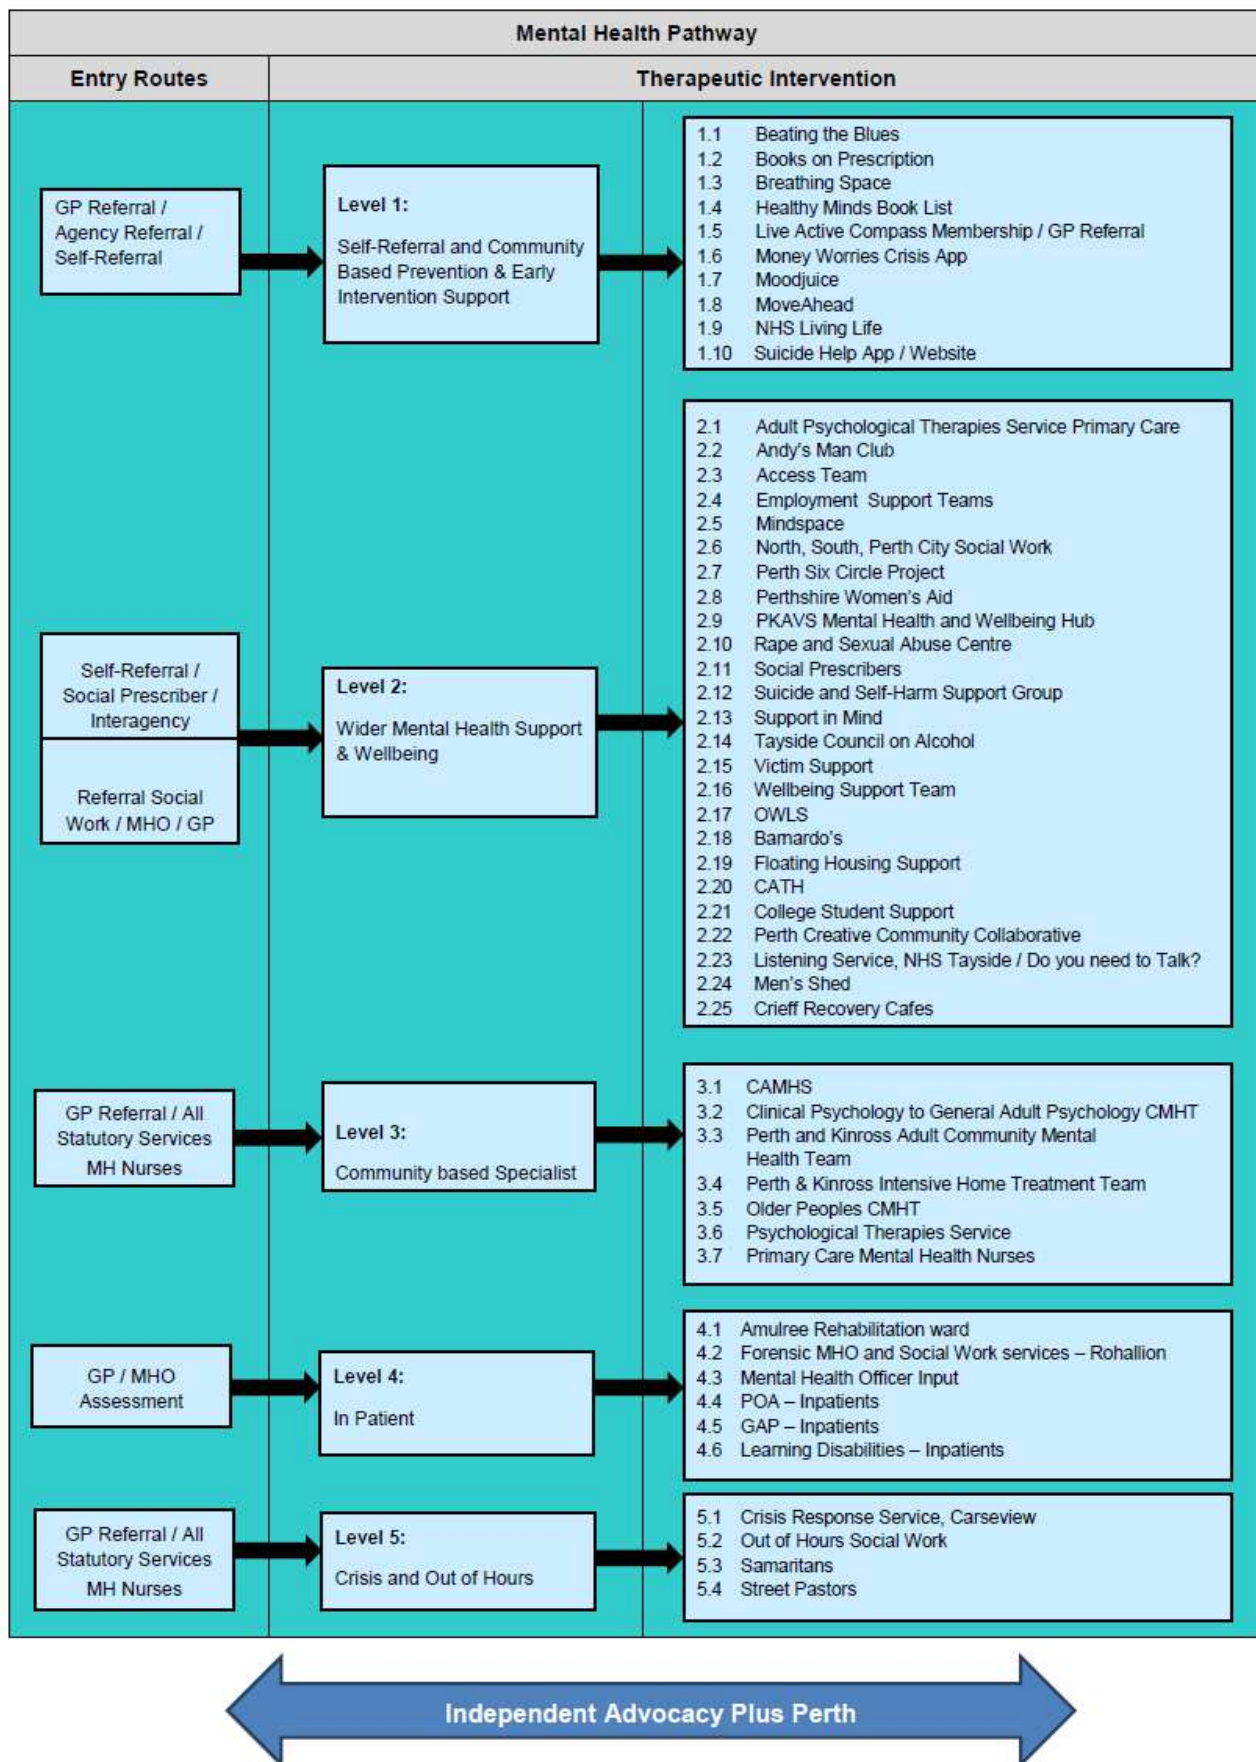 Mental Health Pathway
Entry Routes
Therapeutic Intervention
GP Referral /
Agency Referral /
Self-Referral
Level 1:
Self-Referral and Community
Based Prevention & Early
Intervention Support
1.1 Beating the Blues
1.2 Books on Prescription
1.3 Breathing Space
1.4 Healthy Minds Book List
1.5 Live Active Compass Membership / GP Referral
1.6 Money Worries Crisis App
1.7 Moodjuice
1.8 MoveAhead
1.9 NHS Living Life
1.10 Suicide Help App / Website
Self-Referral /
Social Prescriber /
Interagency
Referral Social
Work / MHO / GP
Level 2:
Wider Mental Health Support
& Wellbeing
2.1 Adult Psychological Therapies Service Primary Care
2.2 Andy's Man Club
2.3 Access Team
2.4 Employment Support Teams
2.5 Mindspace
2.6 North, South, Perth City Social Work
2.7 Perth Six Circle Project
2.8 Perthshire Women's Aid
2.9 PKAVS Mental Health and Wellbeing Hub
2.10 Rape and Sexual Abuse Centre
2.11 Social Prescribers
2.12 Suicide and Self-Harm Support Group
2.13 Support in Mind
2.14 Tayside Council on Alcohol
2.15 Victim Support
2.16 Wellbeing Support Team
2.17 OWLS
2.18 Barnardo's
2.19 Floating Housing Support
2.20 CATH
2.21 College Student Support
2.22 Perth Creative Community Collaborative
2.23 Listening Service, NHS Tayside / Do you need to Talk?
2.24 Men's Shed
2.25 Crieff Recovery Cafes
GP Referral / All
Statutory Services
MH Nurses
Level 3:
Community based Specialist
3.1 CAMHS
3.2 Clinical Psychology to General Adult Psychology CMHT
3.3 Perth and Kinross Adult Community Mental
Health Team
3.4 Perth & Kinross Intensive Home Treatment Team
3.5 Older Peoples CMHT
3.6 Psychological Therapies Service
3.7 Primary Care Mental Health Nurses
GP / MHO
Assessment
Level 4:
In Patient
4.1 Amulree Rehabilitation ward
4.2 Forensic MHO and Social Work services – Rohallion
4.3 Mental Health Officer Input
4.4 POA – Inpatients
4.5 GAP – Inpatients
4.6 Learning Disabilities – Inpatients
GP Referral / All
Statutory Services
MH Nurses
Level 5:
Crisis and Out of Hours
5.1 Crisis Response Service, Carseview
5.2 Out of Hours Social Work
5.3 Samaritans
5.4 Street Pastors
Independent Advocacy Plus Perth